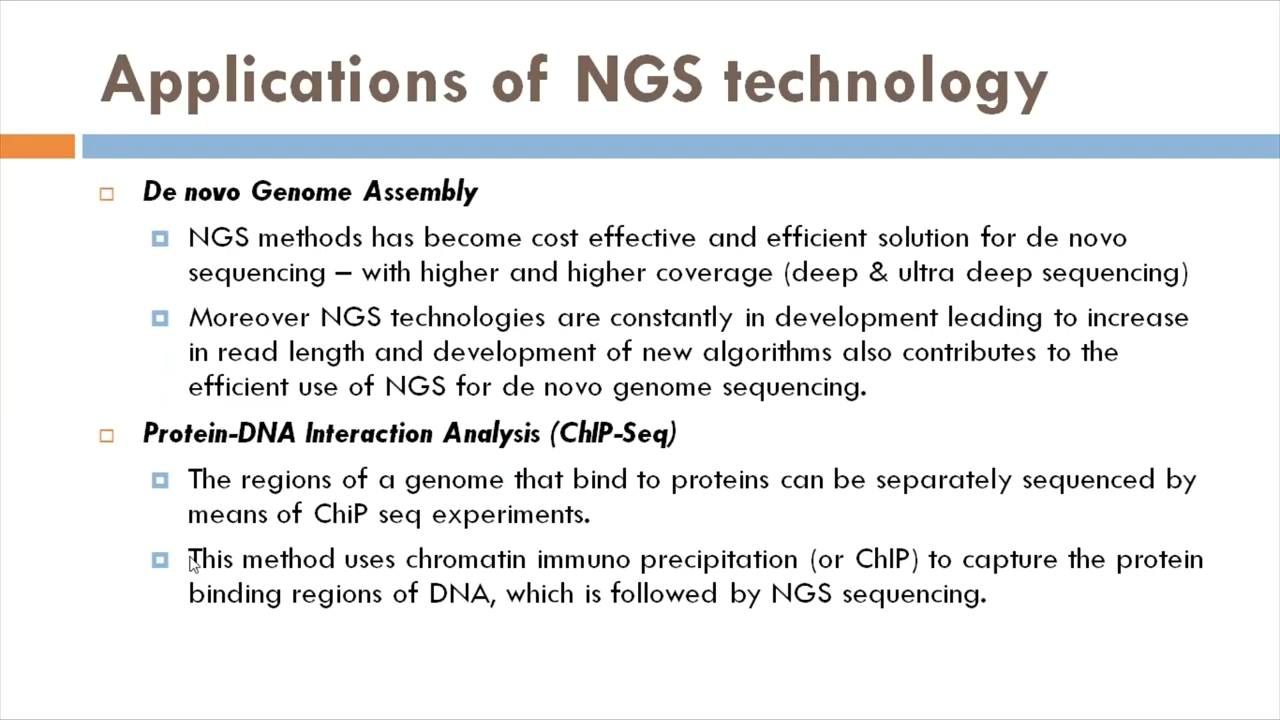 Applications of NGS technology
De novo Genome Assembly
NGS methods has become cost effective and efficient solution for de novo
sequencing – with higher and higher coverage (deep & ultra deep sequencing)
Moreover NGS technologies are constantly in development leading to increase
in read length and development of new algorithms also contributes to the
efficient use of NGS for de novo genome sequencing.
Protein-DNA Interaction Analysis (ChIP-Seq)
The regions of a genome that bind to proteins can be separately sequenced by
means of ChiP seq experiments.
This method uses chromatin immuno precipitation (or ChIP) to capture the protein
binding regions of DNA, which is followed by NGS sequencing.